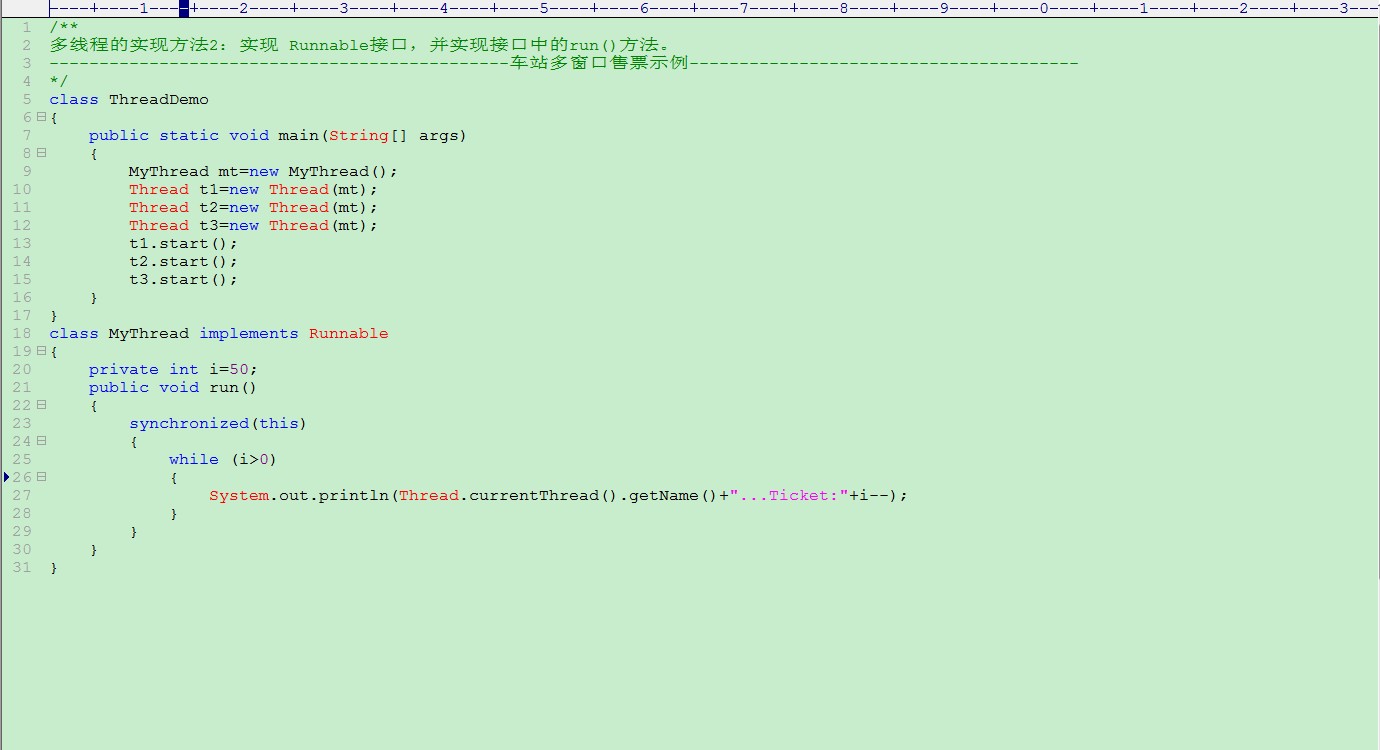 ----+----1----+----2----+----3----+----4----+----5----+----6----+----7----+----8----+----9----+----0----+----1----+----2----+----3--
1 /**
2 多线程的实现方法2：实现 Runnable接口，并实现接口中的run()方法。
3 ----------------------------------------------车站多窗口售票示例---------------------------------------
4 */
5 class ThreadDemo
6 {
7     public static void main(String[] args)
8     {
9         MyThread mt=new MyThread();
10         Thread t1=new Thread(mt);
11         Thread t2=new Thread(mt);
12         Thread t3=new Thread(mt);
13         t1.start();
14         t2.start();
15         t3.start();
16     }
17 }
18 class MyThread implements Runnable
19 {
20     private int i=50;
21     public void run()
22     {
23         synchronized(this)
24         {
25             while (i>0)
26             {
27                 System.out.println(Thread.currentThread().getName()+"...Ticket:"+i--);
28             }
29         }
30     }
31 }